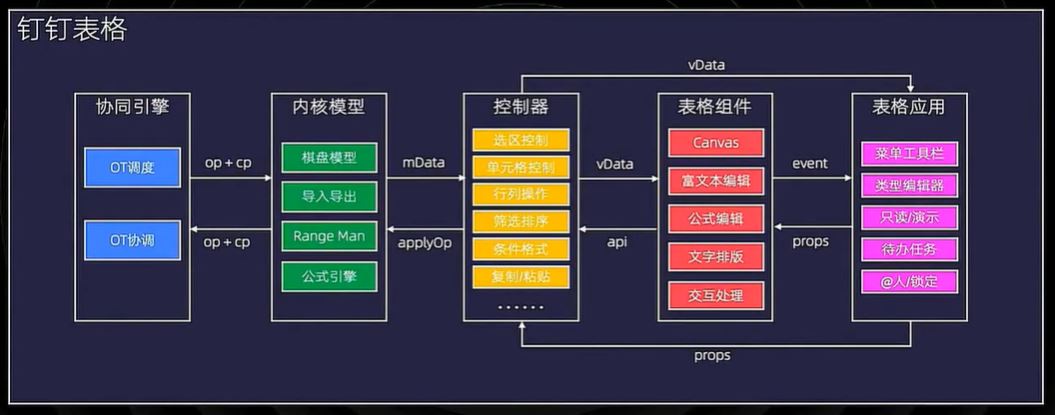 钉钉表格
vData
协同引擎
OT调度
OT协调
op + cp
op + cp
内核模型
棋盘模型
导入导出
Range Man
公式引擎
mData
applyOp
控制器
选区控制
单元格控制
行列操作
筛选排序
条件格式
复制/粘贴
......
vData
api
表格组件
Canvas
富文本编辑
公式编辑
文字排版
交互处理
event
props
表格应用
菜单工具栏
类型编辑器
只读/演示
待办任务
@人/锁定
props